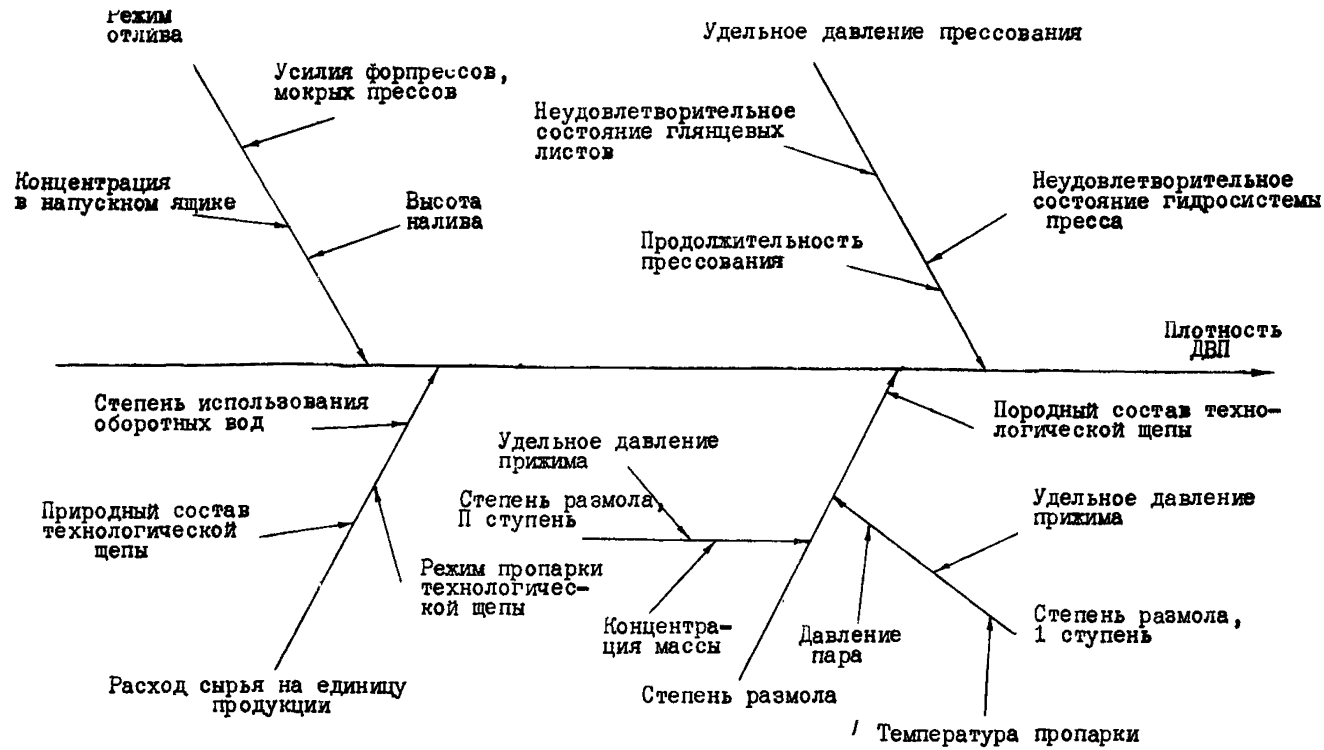 Режим
отлива
Удельное давление прессования
Усилия форпрессов,
мокрых прессов
Неудовлетворительное
состояние глянцевых
листов
Концентрация
в напускном ящике
Высота
налива
Неудовлетворительное
состояние гидросистемы
пресса
Продолжительность
прессования
Плотность
ДВП
Степень использования
оборотных вод
Породный состав техно-
логической щепы
Удельное давление
прижима
Степень размола,
П ступень
Природный состав
технологической
щепы
Удельное давление
прижима
Режим пропарки
технологичес-
кой щепы
Концентра-
ция массы
Давление
пара
Степень размола,
1 ступень
Расход сырья на единицу
продукции
Степень размола
Температура пропарки